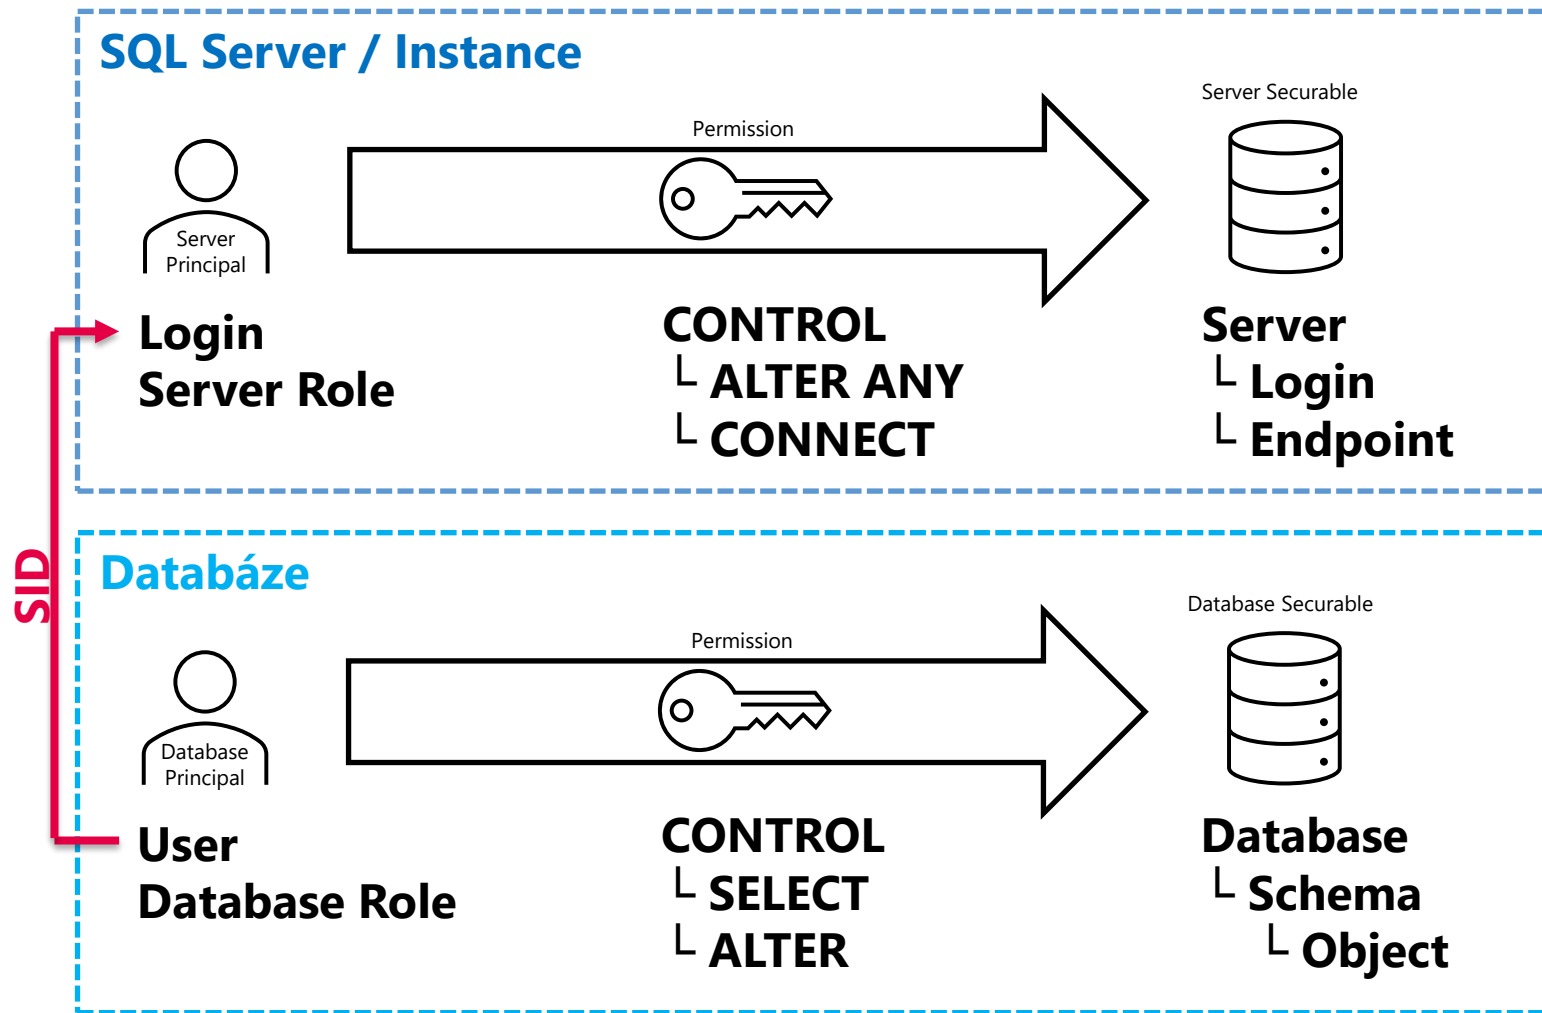 SQL Server / Instance
Server Securable
Permission
Server
Principal
Login
Server Role
CONTROL
└ ALTER ANY
└ CONNECT
Server
└ Login
└ Endpoint
SID
Databáze
Database Securable
Permission
Database
Principal
User
Database Role
CONTROL
└ SELECT
└ ALTER
Database
└ Schema
└ Object